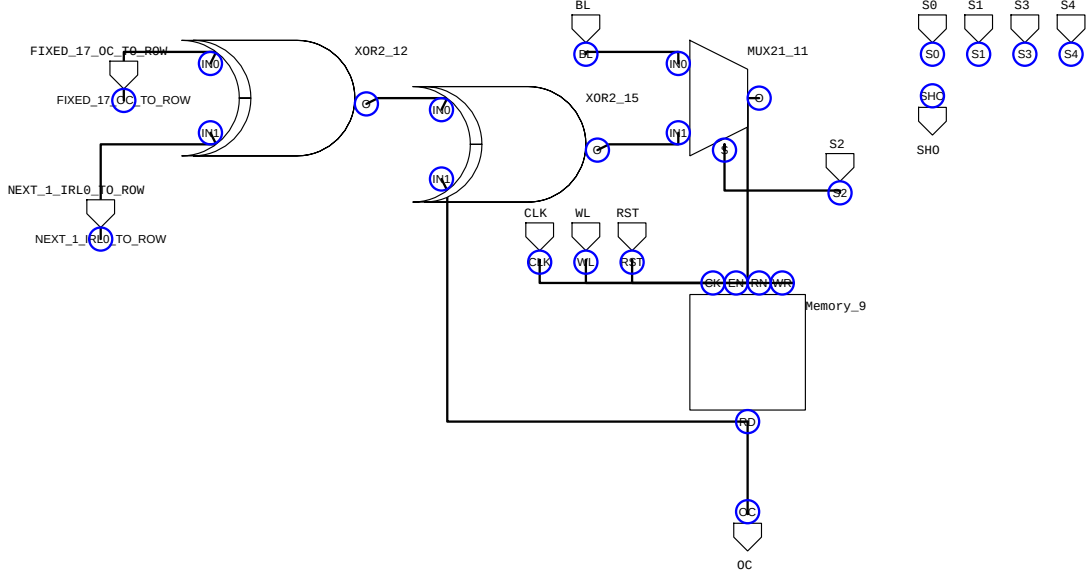 BL
S0
S1
S3
S4
FIXED_17_OC_TO_ROW
XOR2_12
MUX21_11
IN0
BL
IN0
S0
S1
S3
S4
FIXED_17_OC_TO_ROW
O
IN0
XOR2_15
O
SHO
IN1
IN1
O
S
S2
SHO
NEXT_1_IRL0_TO_ROW
IN1
S2
CLK
WL
RST
NEXT_1_IRL0_TO_ROW
CLK
WL
RST
CK
EN
RN
WR
Memory_9
RD
OC
OC